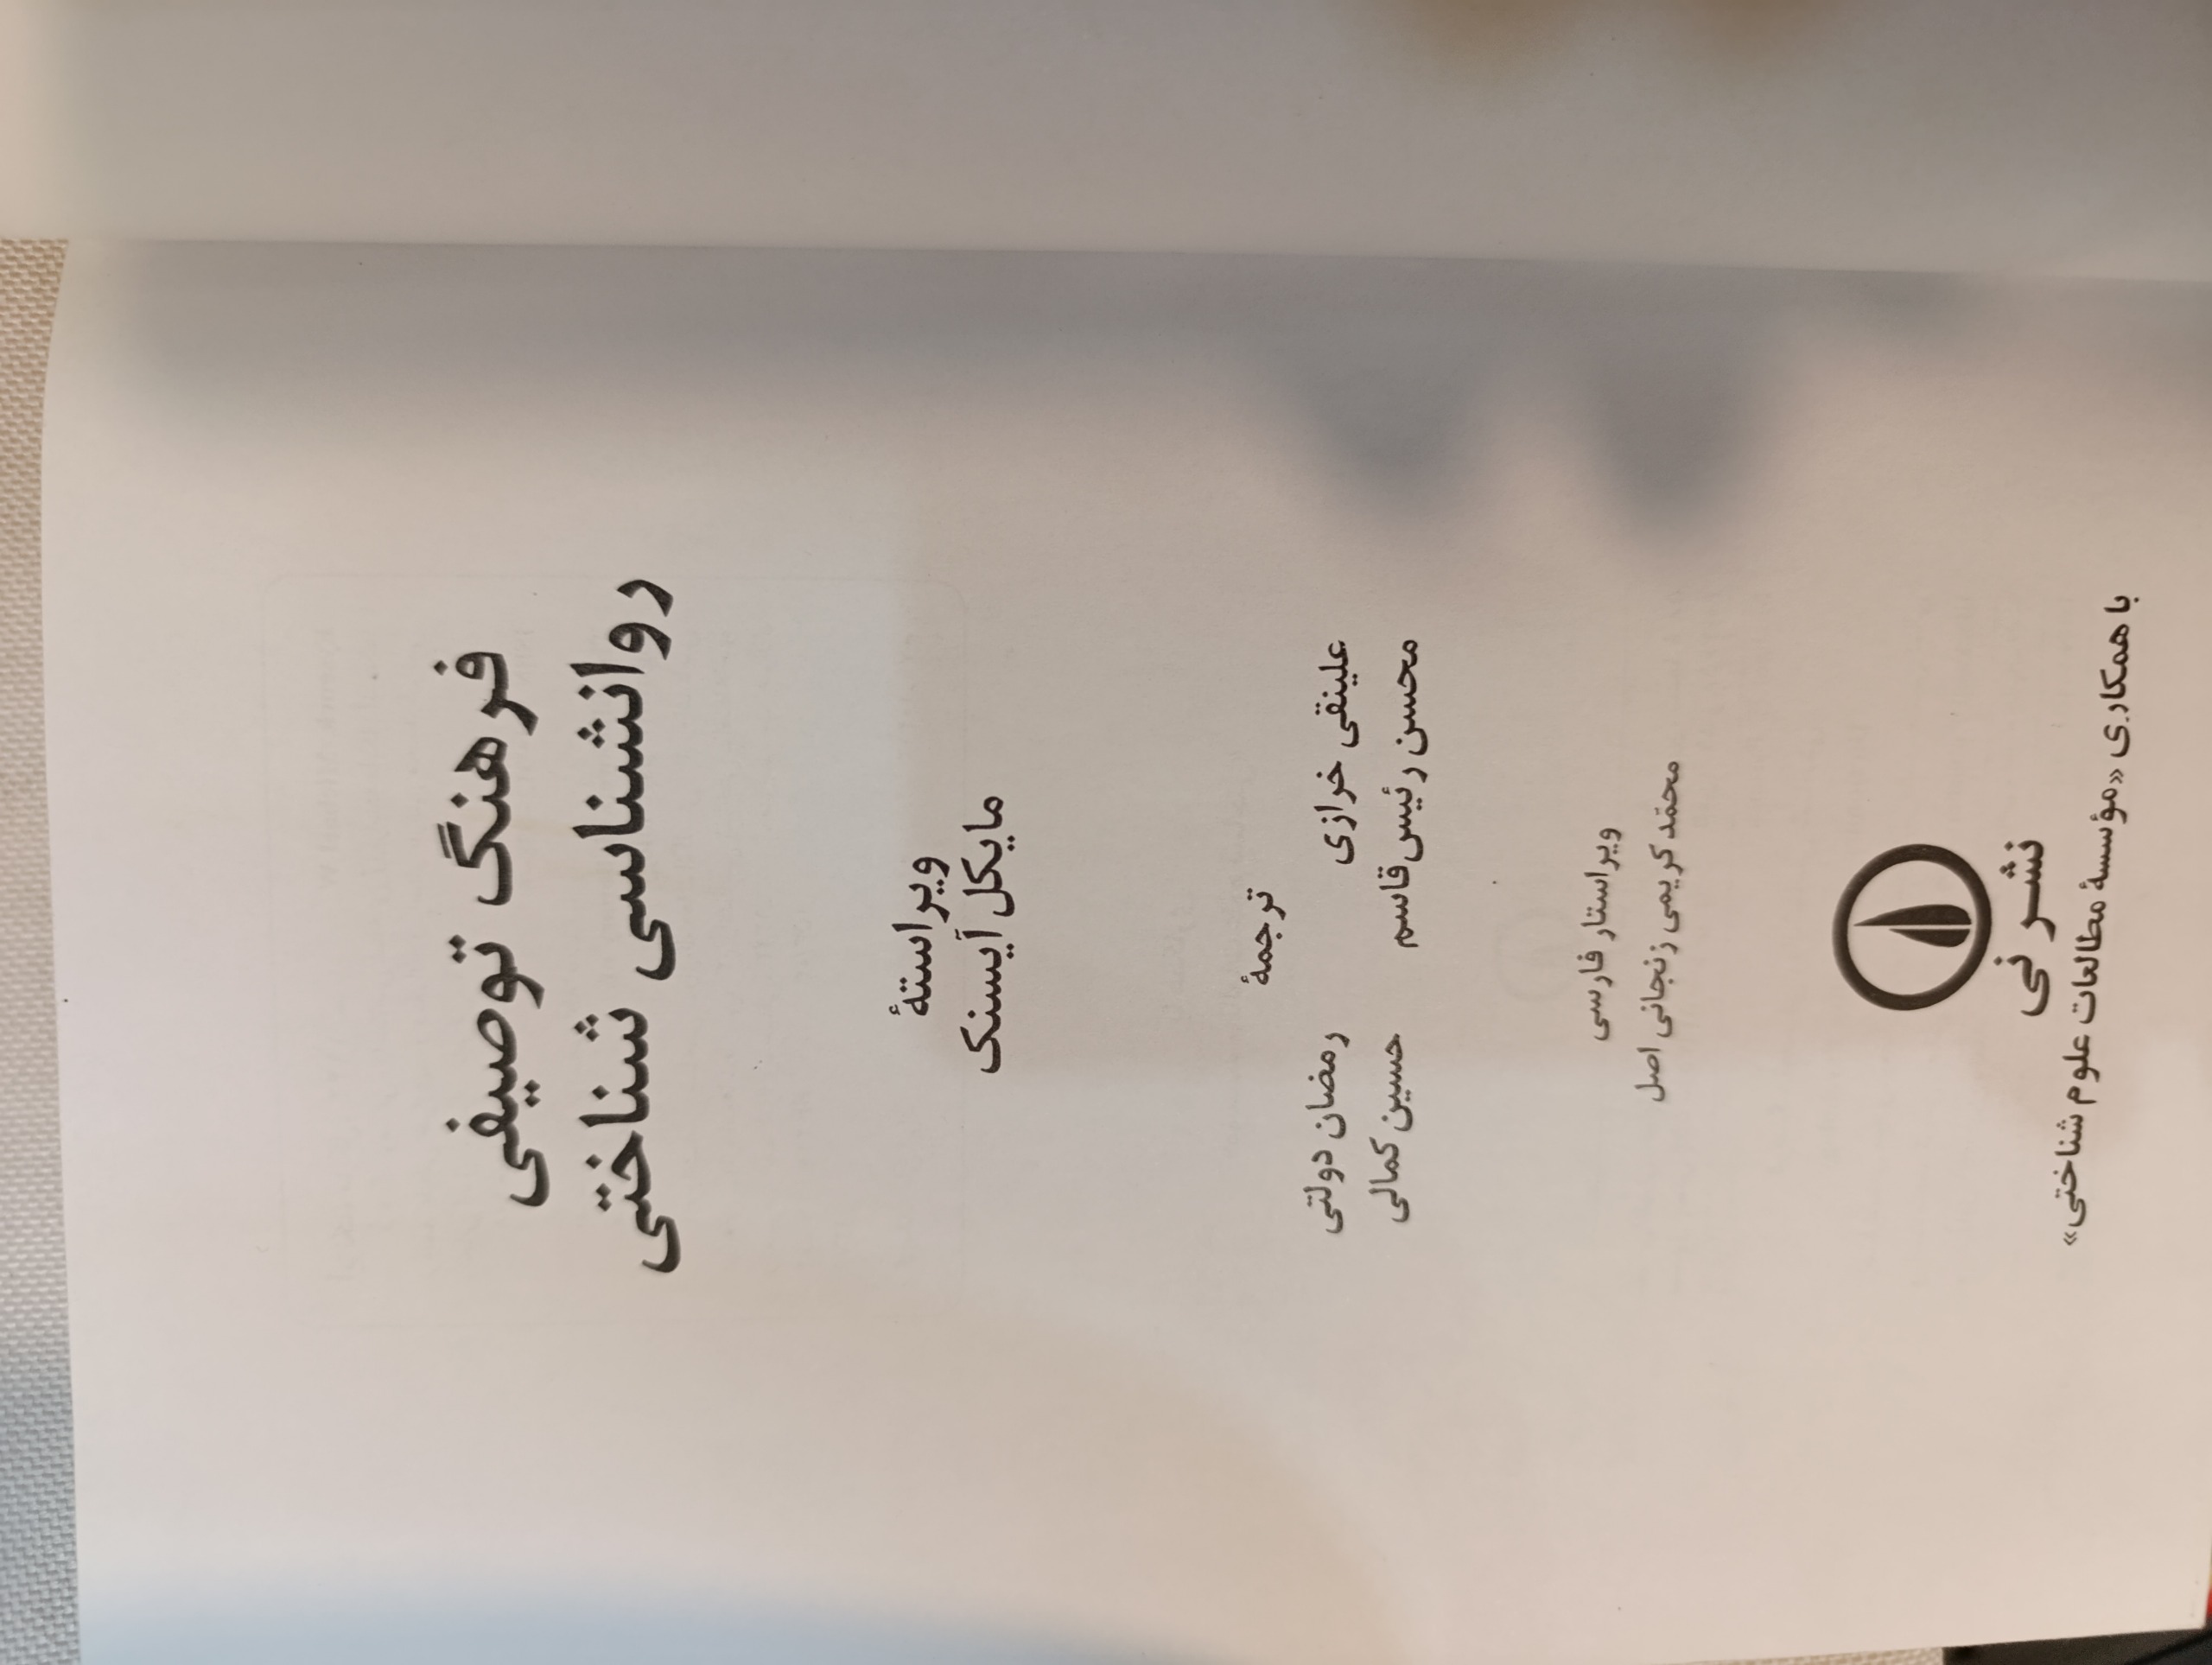 فرهنگ توصیفی
روانشناسی شناختی
ویراستهٔ
مایکل آیسنک
ترجمهٔ
علینقی خرازی رمضان دولتی
محسن رئیس‌قاسم حسین کمالی
ویراستار فارسی
محمّد کریمی زنجانی اصل
نشر نی
با همکاری «مؤسسهٔ مطالعات علوم شناختی»